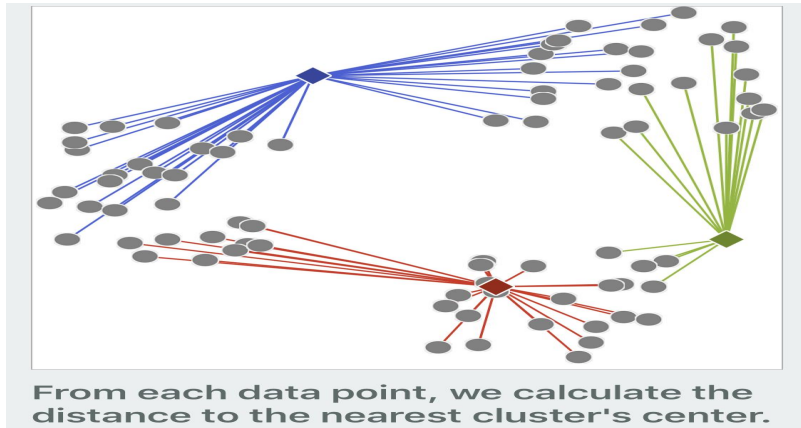 From each data point, we calculate the
distance to the nearest cluster's center.